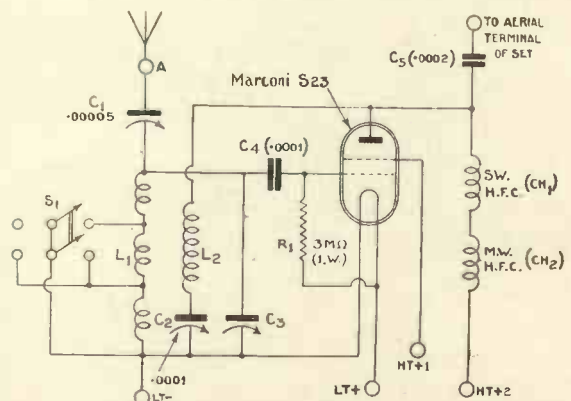 TO AERIAL
TERMINAL
OF SET
A
Marconi S23
C5 (.0002)
C1
.00005
C4 (.0001)
S1
L1
L2
R1
3MΩ
(1.W.)
S.W.
H.F.C. (CH1)
M.W.
H.F.C. (CH2)
C2
C3
.0001
HT+1
LT-
LT+
HT+2